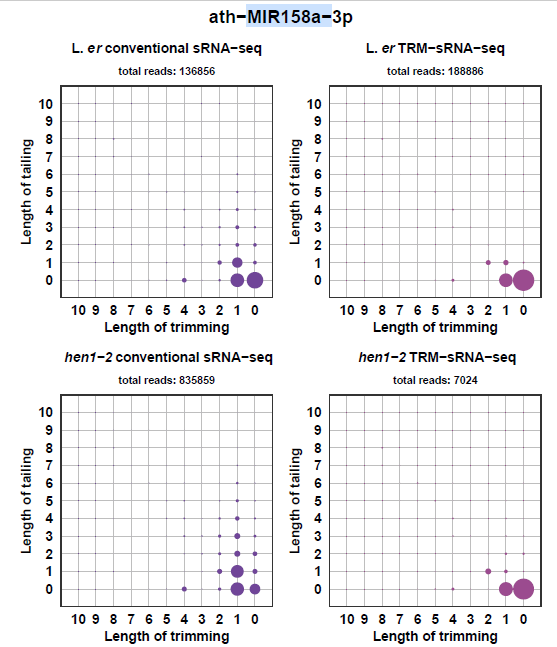 ath−MIR158a−3p
L. er conventional sRNA−seq
total reads: 136856
Length of tailing
10
9
8
7
6
5
4
3
2
1
0
10 9 8 7 6 5 4 3 2 1 0
Length of trimming
L. er TRM−sRNA−seq
total reads: 188886
Length of tailing
10
9
8
7
6
5
4
3
2
1
0
10 9 8 7 6 5 4 3 2 1 0
Length of trimming
hen1−2 conventional sRNA−seq
total reads: 835859
Length of tailing
10
9
8
7
6
5
4
3
2
1
0
10 9 8 7 6 5 4 3 2 1 0
Length of trimming
hen1−2 TRM−sRNA−seq
total reads: 7024
Length of tailing
10
9
8
7
6
5
4
3
2
1
0
10 9 8 7 6 5 4 3 2 1 0
Length of trimming